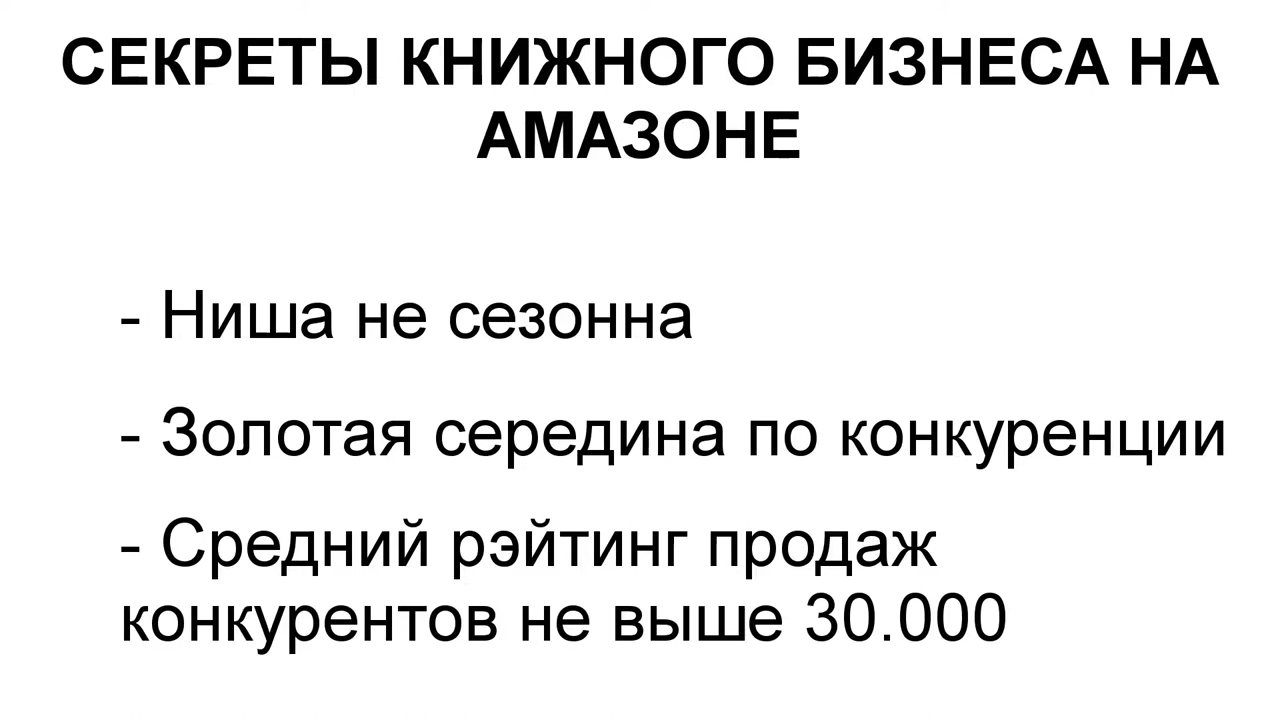 СЕКРЕТЫ КНИЖНОГО БИЗНЕСА НА
АМАЗОНЕ
- Ниша не сезонна
- Золотая середина по конкуренции
- Средний рэйтинг продаж
конкурентов не выше 30.000